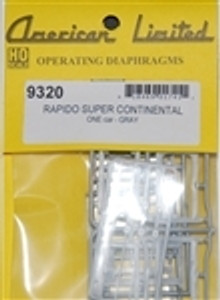 American Limited
HO
OPERATING DIAPHRAGMS
9320
RAPIDO SUPER CONTINENTAL
ONE car - GRAY